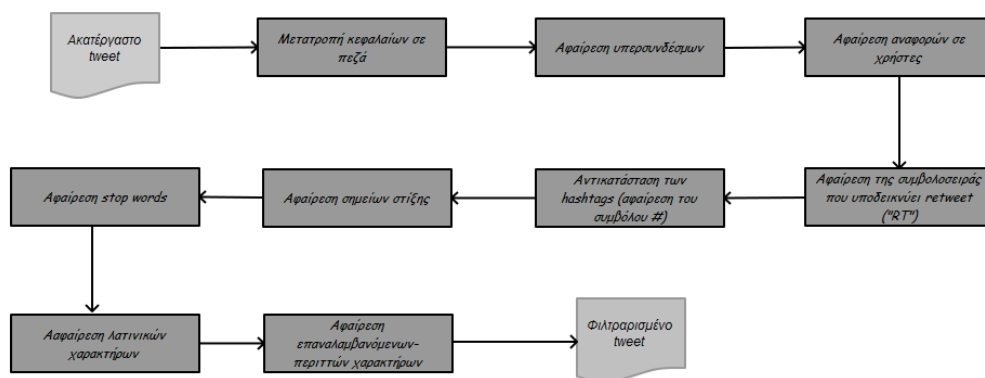 Ακατέργαστο
tweet
Μετατροπή κεφαλαίων σε
πεζά
Αφαίρεση υπερσυνδέσμων
Αφαίρεση αναφορών σε
χρήστες
Αφαίρεση της συμβολοσειράς
που υποδεικνύει retweet
("RT")
Αντικατάσταση των
hashtags (αφαίρεση του
συμβόλου #)
Αφαίρεση σημείων στίξης
Αφαίρεση stop words
Ααφαίρεση λατινικών
χαρακτήρων
Αφαίρεση
επαναλαμβανόμενων-
περιττών χαρακτήρων
Φιλτραρισμένο
tweet